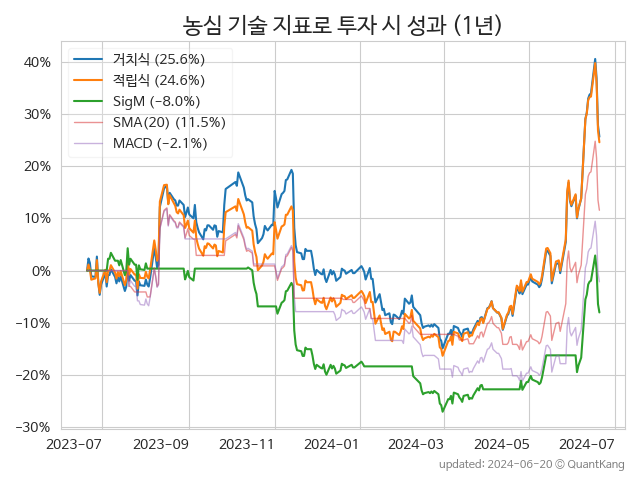 농심 기술 지표로 투자 시 성과 (1년)
거치식 (25.6%)
적립식 (24.6%)
SigM (−8.0%)
SMA(20) (11.5%)
MACD (−2.1%)
40%
30%
20%
10%
0%
−10%
−20%
−30%
2023-07 2023-09 2023-11 2024-01 2024-03 2024-05 2024-07
updated: 2024-06-20 © QuantKang